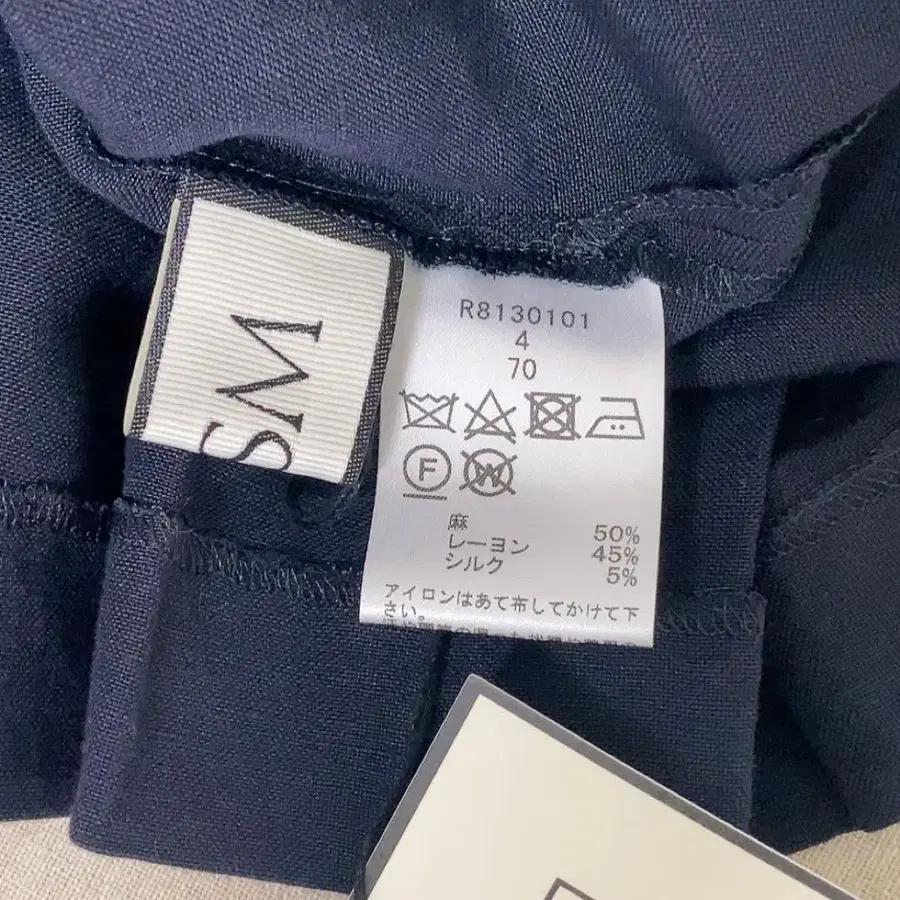 SM
R8130101
4
70
F
W
麻 50%
レーヨン 45%
シルク 5%
アイロンはあて布してかけて下
さい。